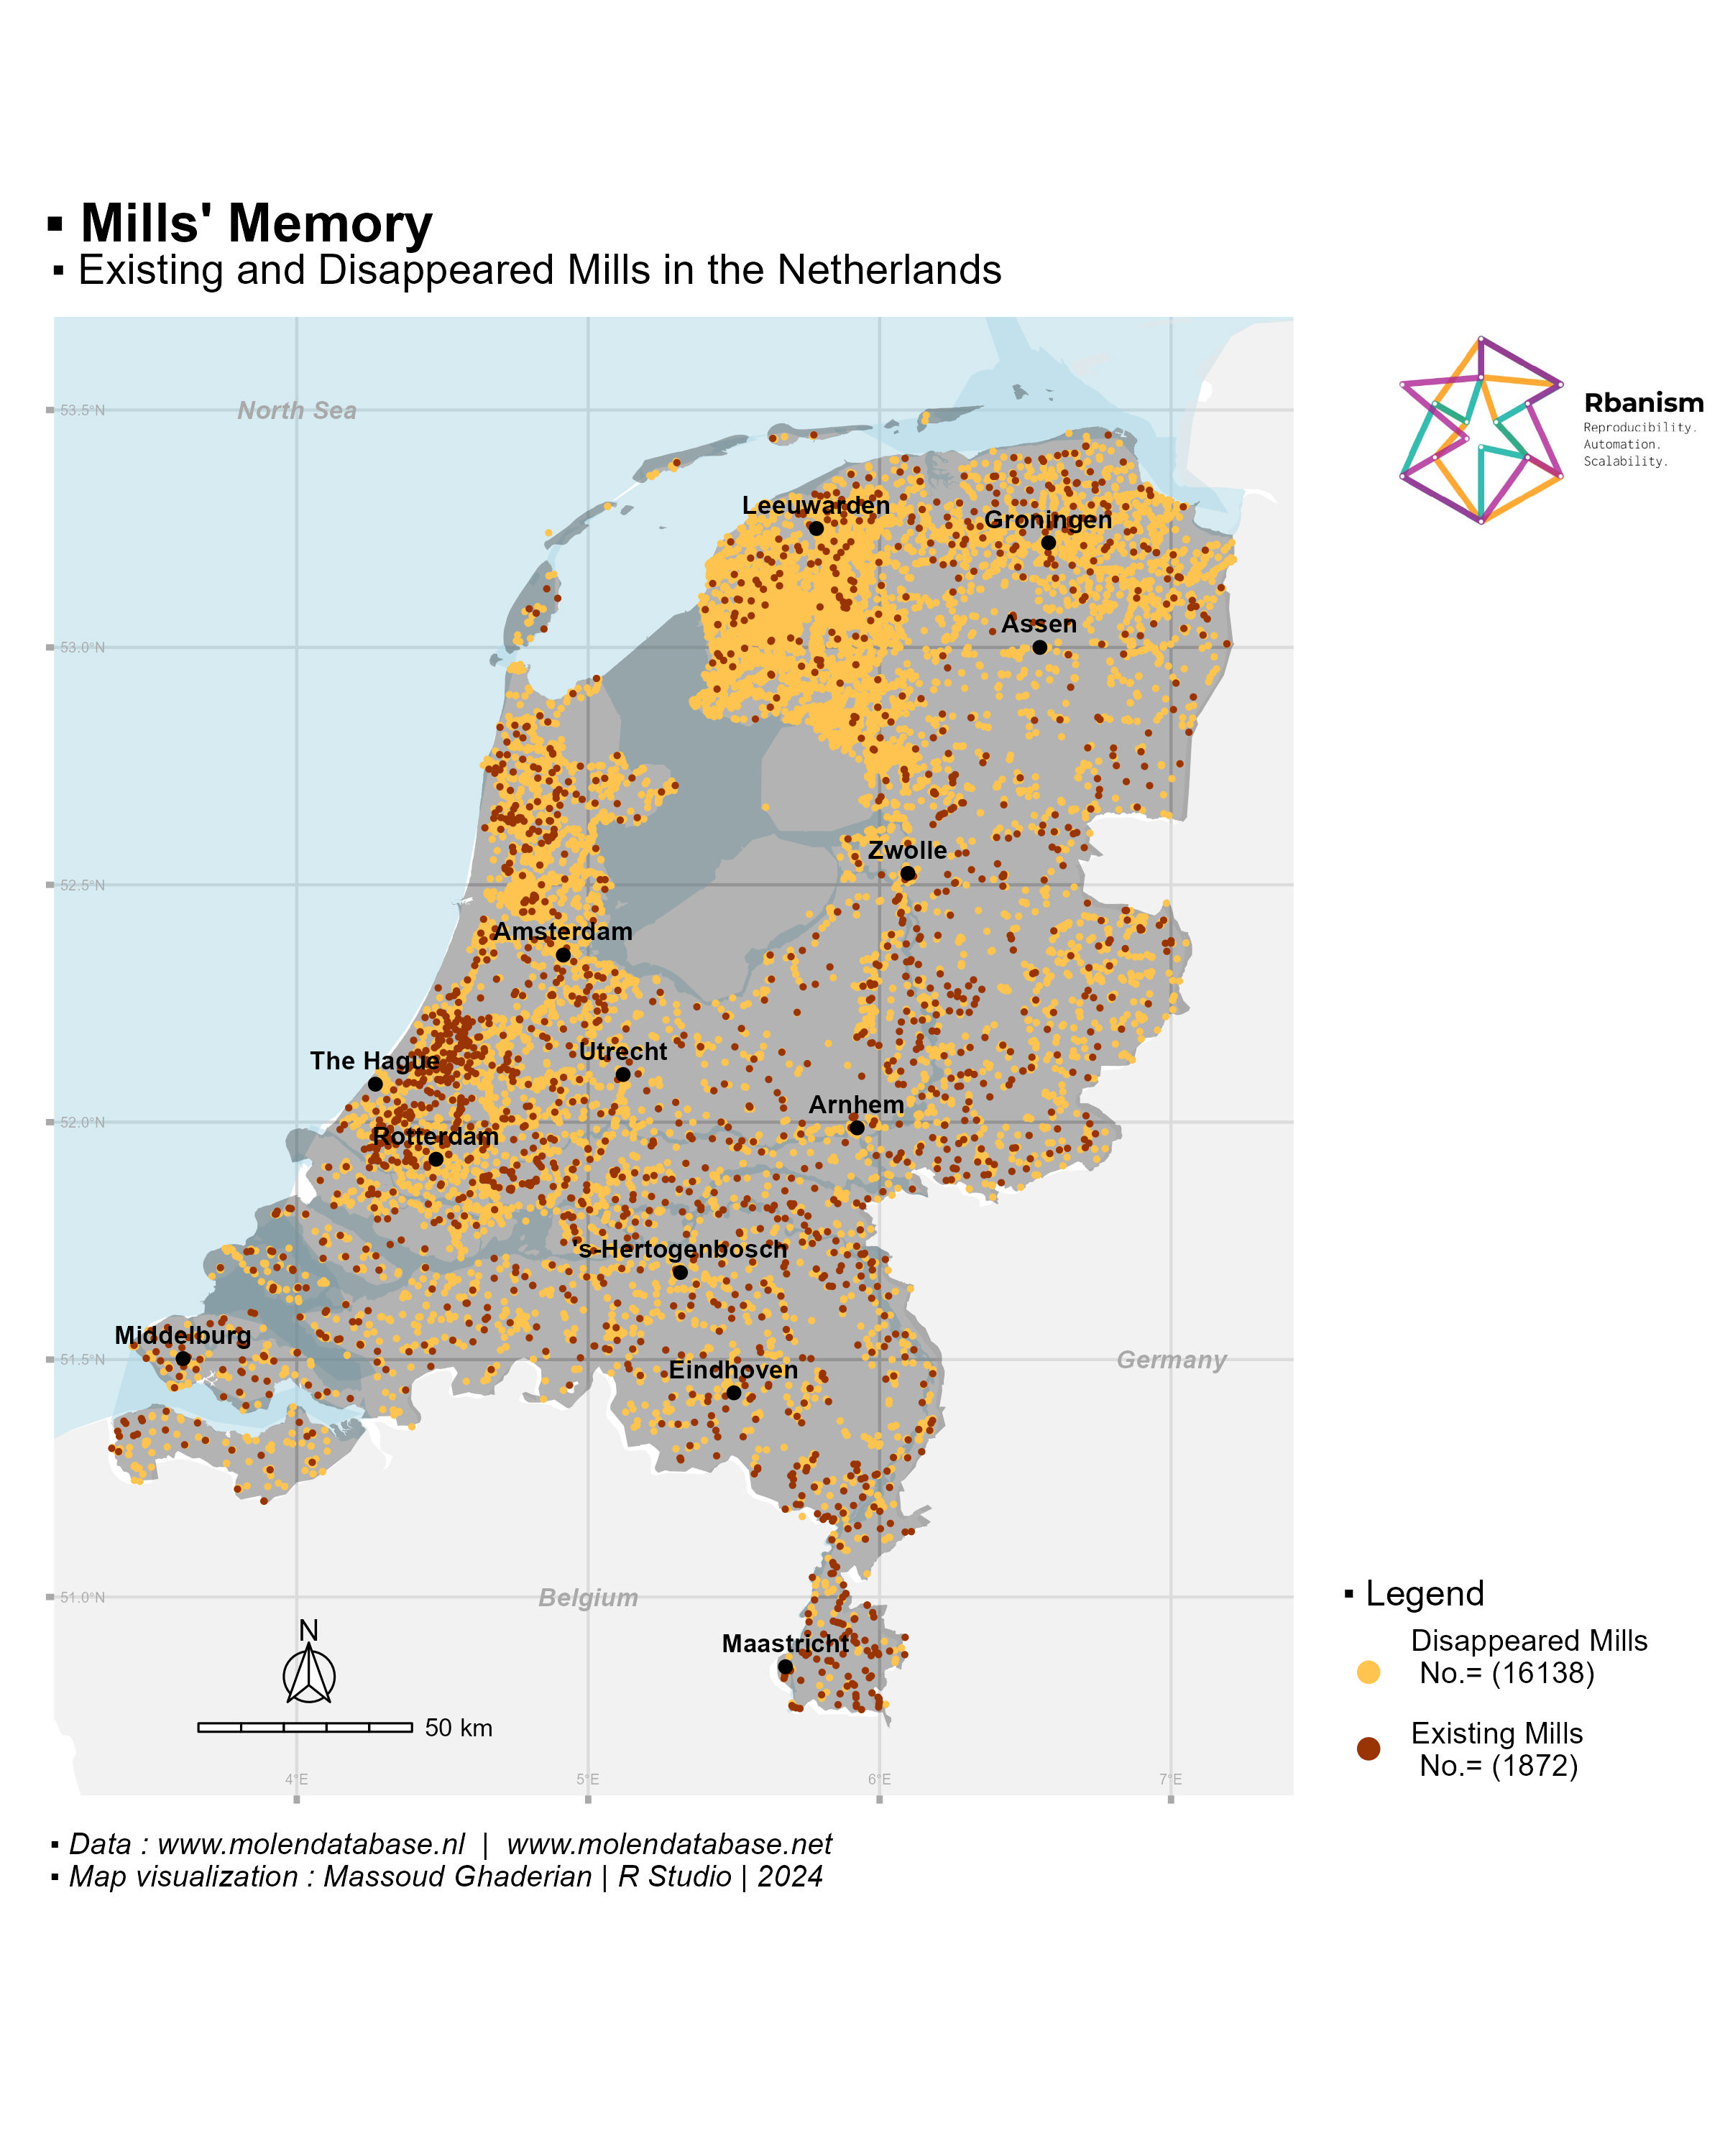 ▪ Mills' Memory
▪ Existing and Disappeared Mills in the Netherlands
North Sea
53.5°N
53.0°N
52.5°N
52.0°N
51.5°N
51.0°N
Leeuwarden
Groningen
Assen
Zwolle
Amsterdam
The Hague
Utrecht
Arnhem
Rotterdam
's-Hertogenbosch
Middelburg
Eindhoven
Germany
Belgium
Maastricht
N
50 km
4°E
5°E
6°E
7°E
Rbanism
Reproducibility.
Automation.
Scalability.
▪ Legend
Disappeared Mills
No.= (16138)
Existing Mills
No.= (1872)
▪ Data : www.molendatabase.nl | www.molendatabase.net
▪ Map visualization : Massoud Ghaderian | R Studio | 2024